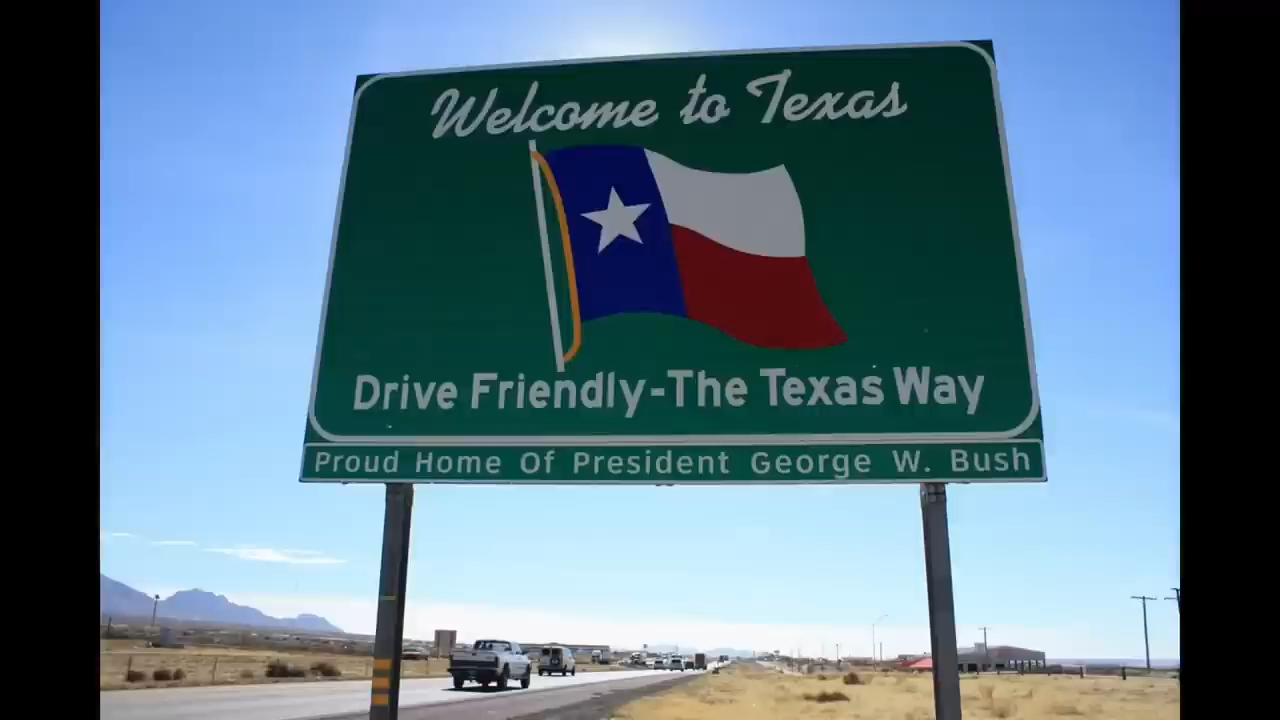 Welcome to Texas
Drive Friendly-The Texas Way
Proud Home Of President George W. Bush